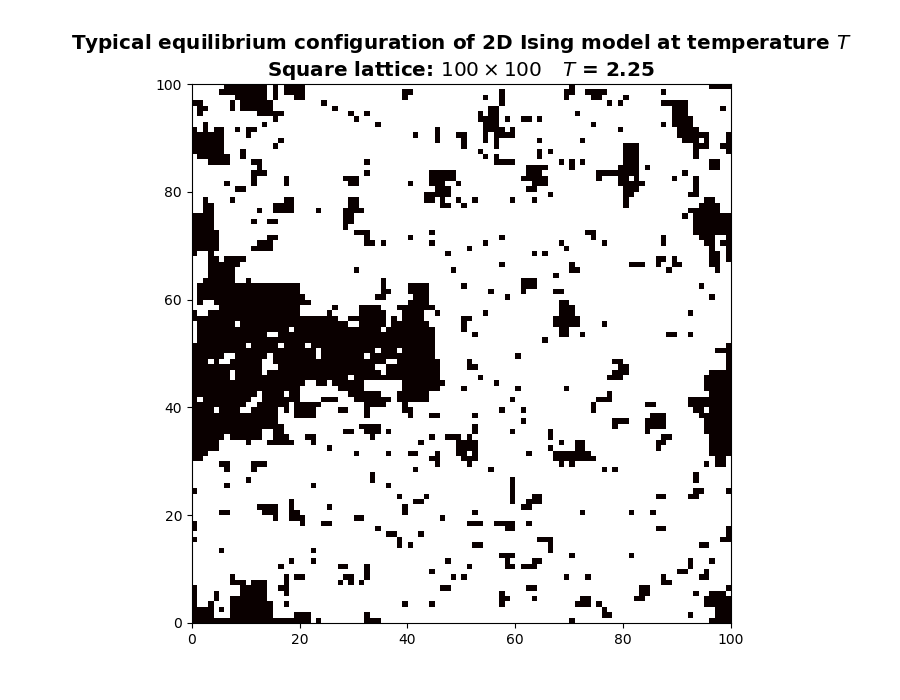 Typical equilibrium configuration of 2D Ising model at temperature T
Square lattice: 100 × 100 T = 2.25
100
80
60
40
20
0
0 20 40 60 80 100